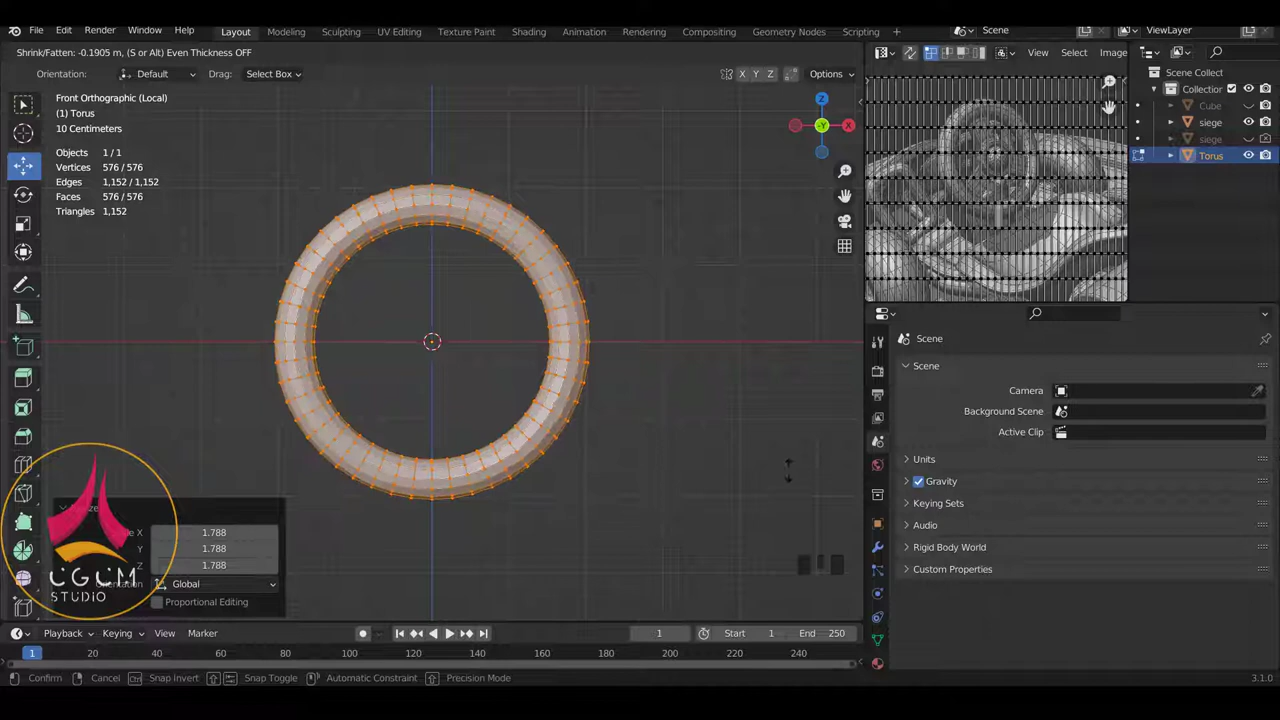 File Edit Render Window Help Layout Modeling Sculpting UV Editing Texture Paint Shading Animation Rendering Compositing Geometry Nodes Scripting + Scene ViewLayer
Shrink/Fatten: -0.1905 m, (S or Alt) Even Thickness OFF
View Select Image
Orientation: Default Drag: Select Box X Y Z Options
Scene Collect
Collection
Cube
siege
siege
Torus
Front Orthographic (Local)
(1) Torus
10 Centimeters
Objects 1 / 1
Vertices 576 / 576
Edges 1,152 / 1,152
Faces 576 / 576
Triangles 1,152
Z
-Y
X
Scene
Scene
Camera
Background Scene
Active Clip
Units
Gravity
Keying Sets
Audio
Rigid Body World
Custom Properties
X 1.788
Y 1.788
Z 1.788
Global
Proportional Editing
UGUM
STUDIO
Playback Keying View Marker 1 Start 1 End 250
1 20 40 60 80 100 120 140 160 180 200 220 240
Confirm Cancel Snap Invert Snap Toggle Automatic Constraint Precision Mode 3.1.0